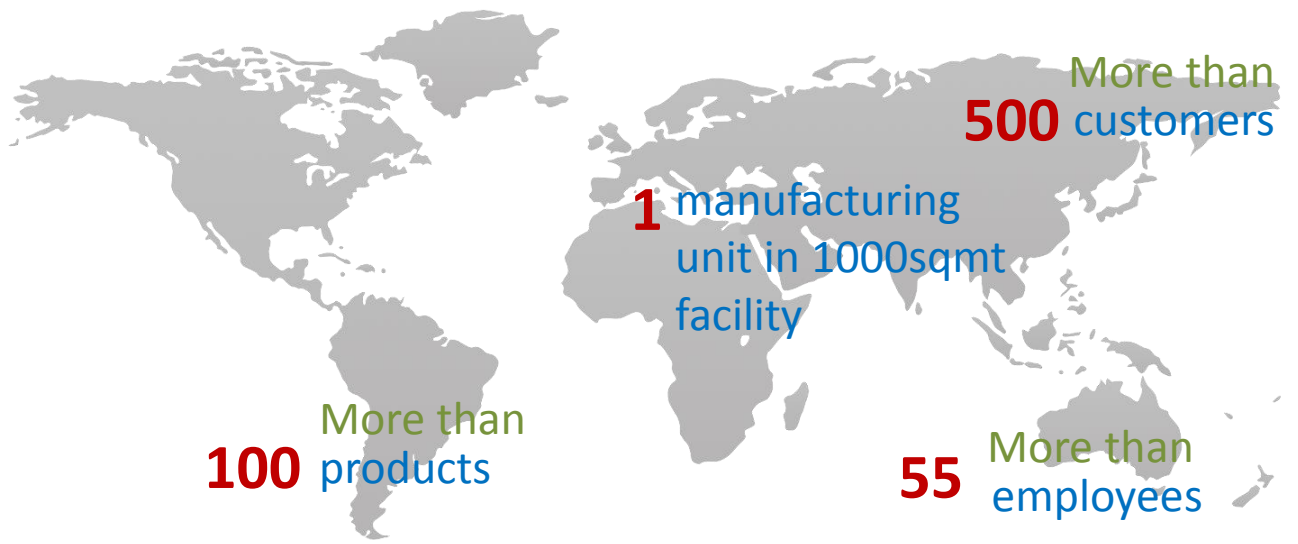 More than
500 customers
1 manufacturing
unit in 1000sqmt
facility
More than
100 products
More than
55 employees